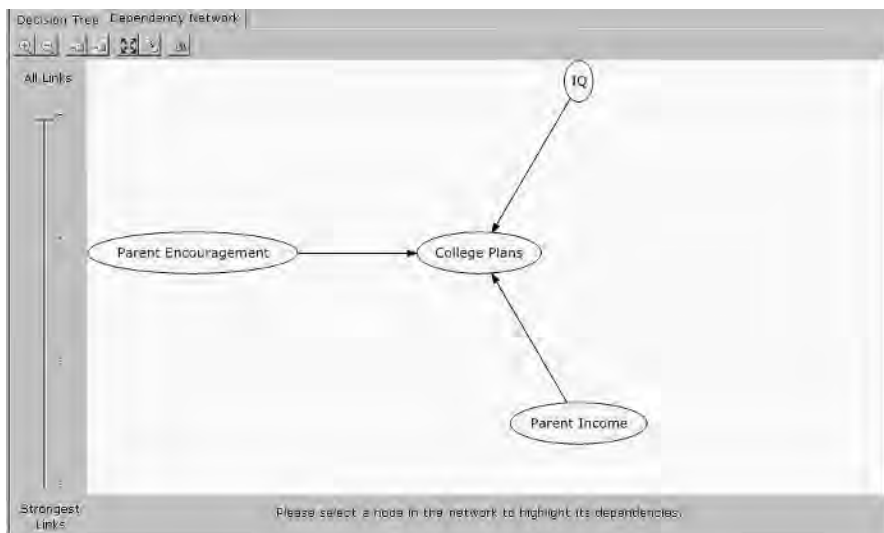 Decision Tree Dependency Network
All Links
IQ
Parent Encouragement
College Plans
Parent Income
Strongest
Links
Please select a node in the network to highlight its dependencies.